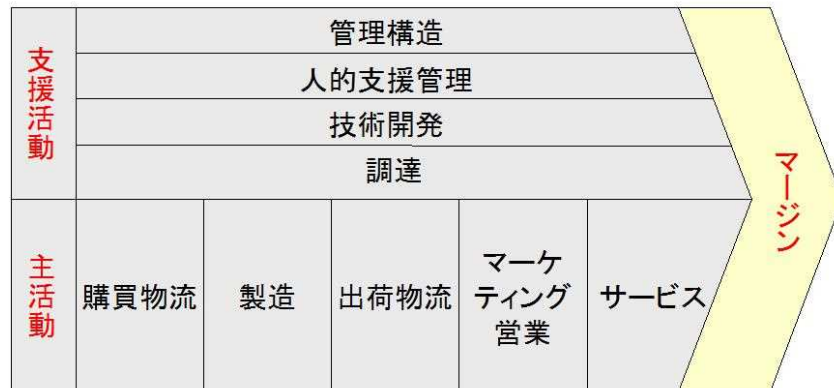 支援活動
管理構造
人的支援管理
技術開発
調達
マージン
主活動
購買物流
製造
出荷物流
マーケ
ティング
営業
サービス